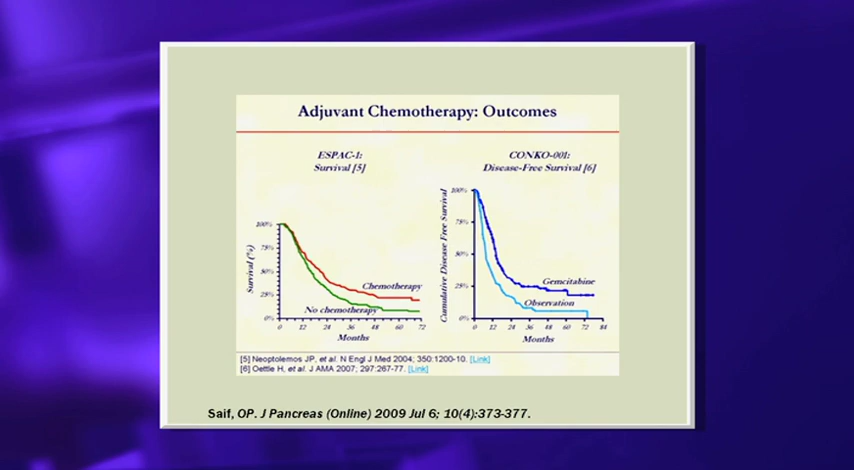 Adjuvant Chemotherapy: Outcomes
ESPAC-1:
Survival [5]
Survival (%)
100%
75%
50%
25%
0%
Chemotherapy
No chemotherapy
0 12 24 36 48 60 72
Months
CONKO-001:
Disease-Free Survival [6]
Cumulative Disease Free Survival
100%
75%
50%
25%
0%
Gemcitabine
Observation
0 12 24 36 48 60 72 84
Months
[5] Neoptolemos JP, et al. N Engl J Med 2004; 350:1200-10. [Link]
[6] Oettle H, et al. J AMA 2007; 297:267-77. [Link]
Saif, OP. J Pancreas (Online) 2009 Jul 6; 10(4):373-377.